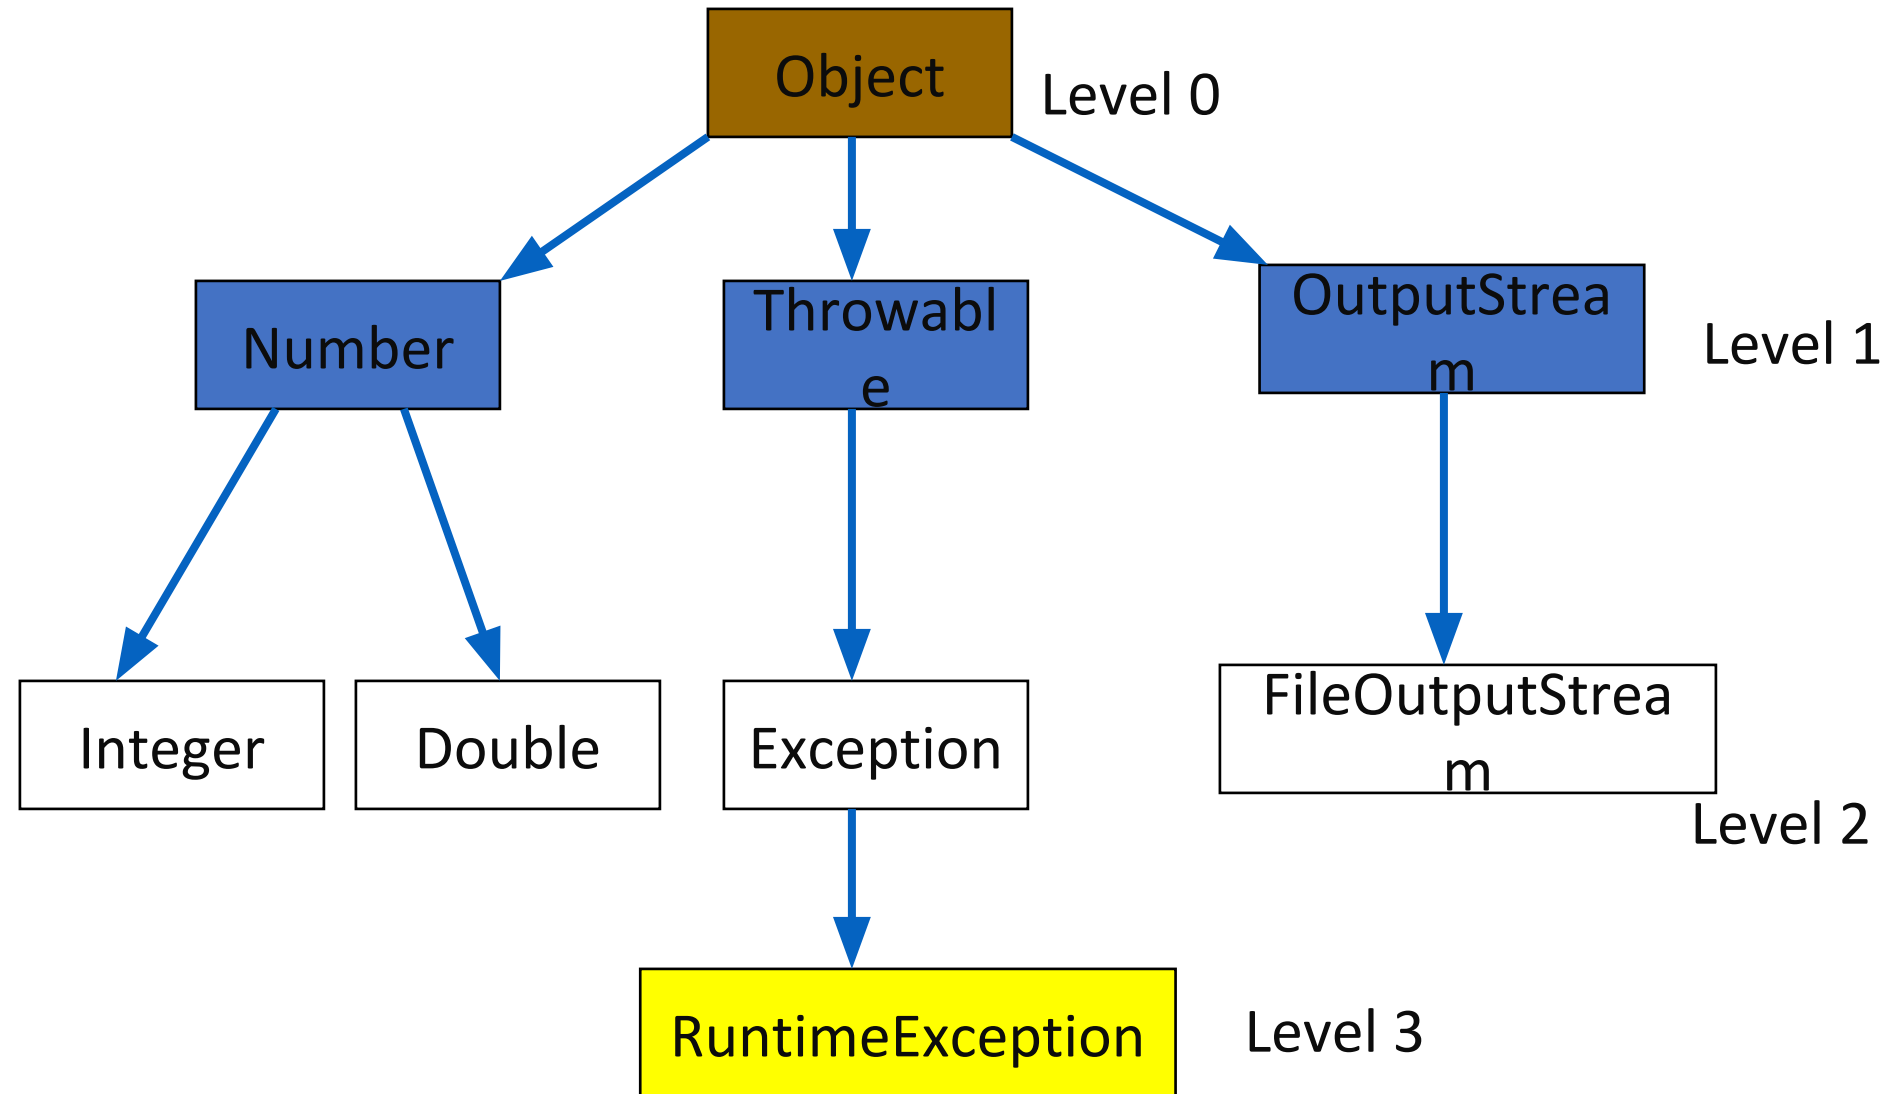 Object
Level 0
Number
Throwabl
e
OutputStrea
m
Level 1
Integer
Double
Exception
FileOutputStrea
m
Level 2
RuntimeException
Level 3